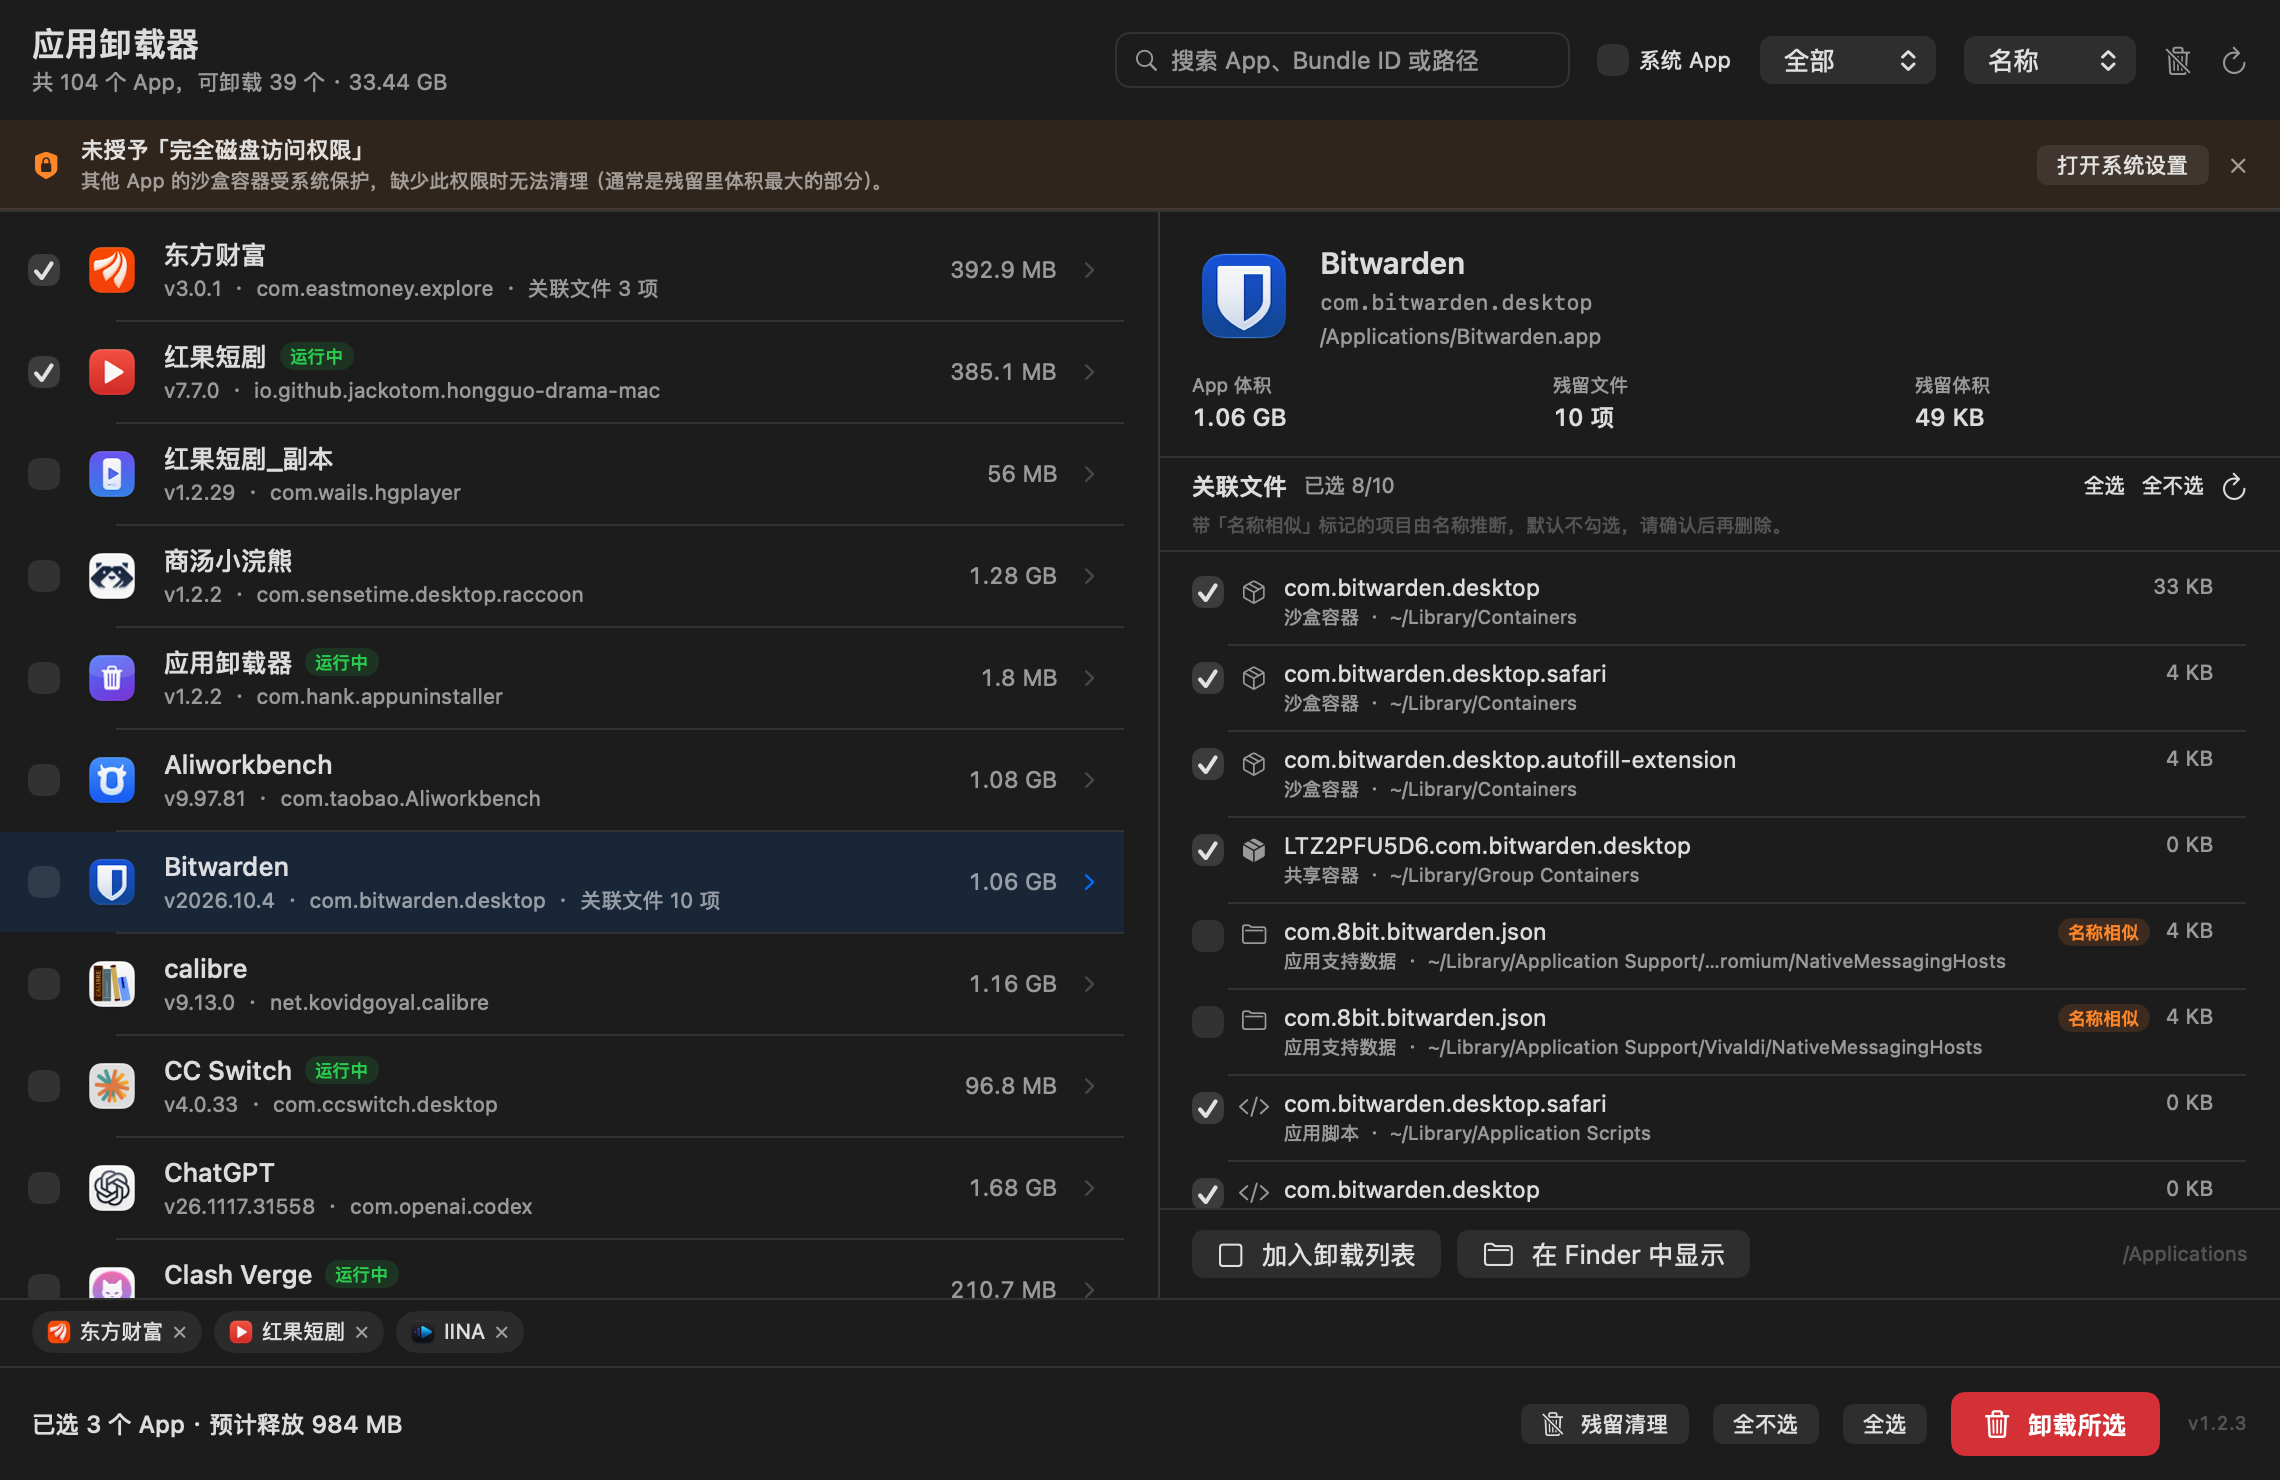 应用卸载器
共 104 个 App，可卸载 39 个 · 33.44 GB
搜索 App、Bundle ID 或路径
系统 App
全部
名称
未授予「完全磁盘访问权限」
其他 App 的沙盒容器受系统保护，缺少此权限时无法清理（通常是残留里体积最大的部分）。
打开系统设置
东方财富
v3.0.1 · com.eastmoney.explore · 关联文件 3 项
392.9 MB
红果短剧 运行中
v7.7.0 · io.github.jackotom.hongguo-drama-mac
385.1 MB
红果短剧_副本
v1.2.29 · com.wails.hgplayer
56 MB
商汤小浣熊
v1.2.2 · com.sensetime.desktop.raccoon
1.28 GB
应用卸载器 运行中
v1.2.2 · com.hank.appuninstaller
1.8 MB
Aliworkbench
v9.97.81 · com.taobao.Aliworkbench
1.08 GB
Bitwarden
v2026.10.4 · com.bitwarden.desktop · 关联文件 10 项
1.06 GB
calibre
v9.13.0 · net.kovidgoyal.calibre
1.16 GB
CC Switch 运行中
v4.0.33 · com.ccswitch.desktop
96.8 MB
ChatGPT
v26.1117.31558 · com.openai.codex
1.68 GB
Clash Verge 运行中
210.7 MB
Bitwarden
com.bitwarden.desktop
/Applications/Bitwarden.app
App 体积
1.06 GB
残留文件
10 项
残留体积
49 KB
关联文件 已选 8/10
全选 全不选
带「名称相似」标记的项目由名称推断，默认不勾选，请确认后再删除。
com.bitwarden.desktop
33 KB
沙盒容器 · ~/Library/Containers
com.bitwarden.desktop.safari
4 KB
沙盒容器 · ~/Library/Containers
com.bitwarden.desktop.autofill-extension
4 KB
沙盒容器 · ~/Library/Containers
LTZ2PFU5D6.com.bitwarden.desktop
0 KB
共享容器 · ~/Library/Group Containers
com.8bit.bitwarden.json
名称相似 4 KB
应用支持数据 · ~/Library/Application Support/...romium/NativeMessagingHosts
com.8bit.bitwarden.json
名称相似 4 KB
应用支持数据 · ~/Library/Application Support/Vivaldi/NativeMessagingHosts
com.bitwarden.desktop.safari
0 KB
应用脚本 · ~/Library/Application Scripts
com.bitwarden.desktop
0 KB
加入卸载列表
在 Finder 中显示
/Applications
东方财富
红果短剧
IINA
已选 3 个 App · 预计释放 984 MB
残留清理
全不选
全选
卸载所选
v1.2.3